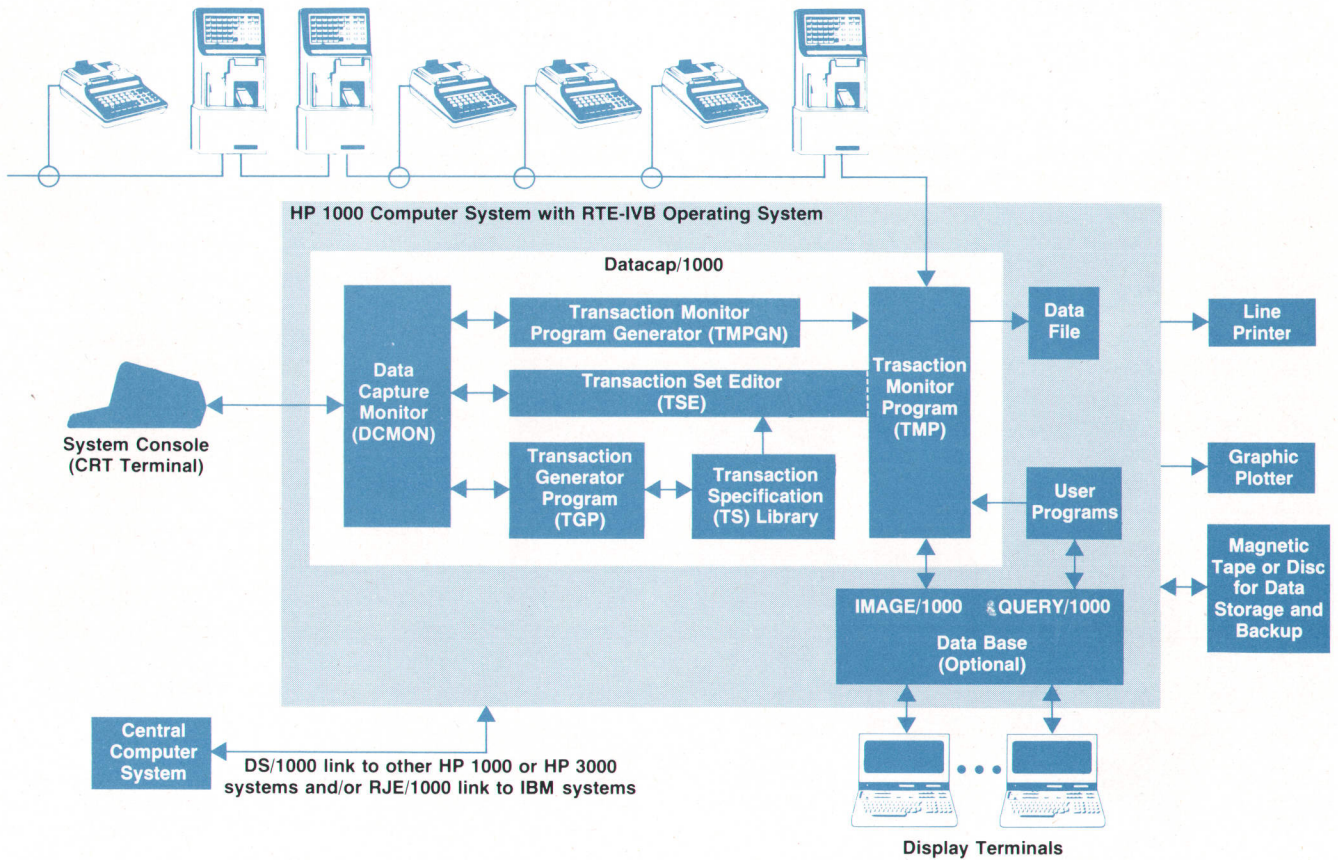 HP 1000 Computer System with RTE-IVB Operating System
Datacap/1000
Data
Capture
Monitor
(DCMON)
Transaction Monitor
Program Generator (TMPGN)
Transaction Set Editor
(TSE)
Transaction
Generator
Program
(TGP)
Transaction
Specification
(TS) Library
Trasaction
Monitor
Program
(TMP)
Data
File
User
Programs
Line
Printer
Graphic
Plotter
Magnetic
Tape or Disc
for Data
Storage and
Backup
System Console
(CRT Terminal)
IMAGE/1000 &QUERY/1000
Data Base
(Optional)
Central
Computer
System
DS/1000 link to other HP 1000 or HP 3000
systems and/or RJE/1000 link to IBM systems
Display Terminals